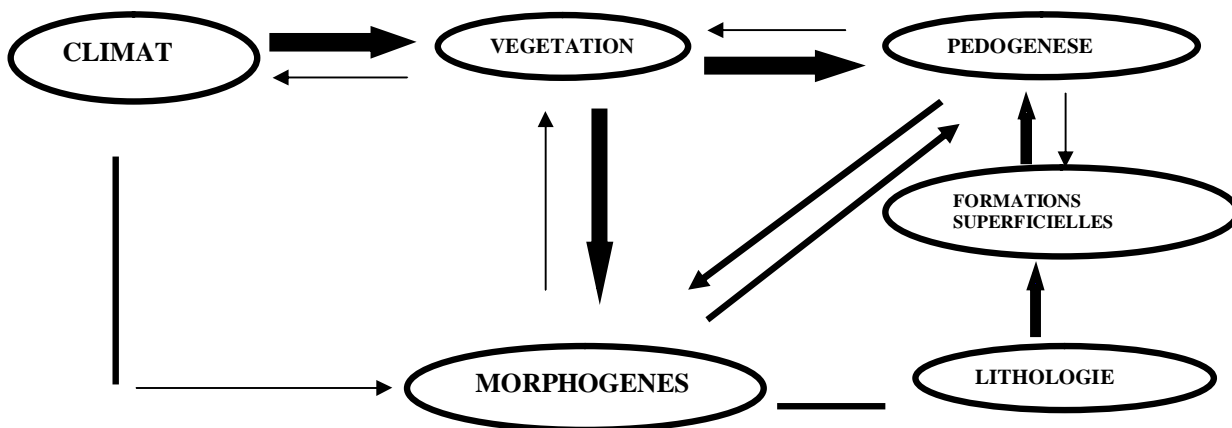 CLIMAT
VEGETATION
PEDOGENESE
FORMATIONS
SUPERFICIELLES
MORPHOGENES
LITHOLOGIE